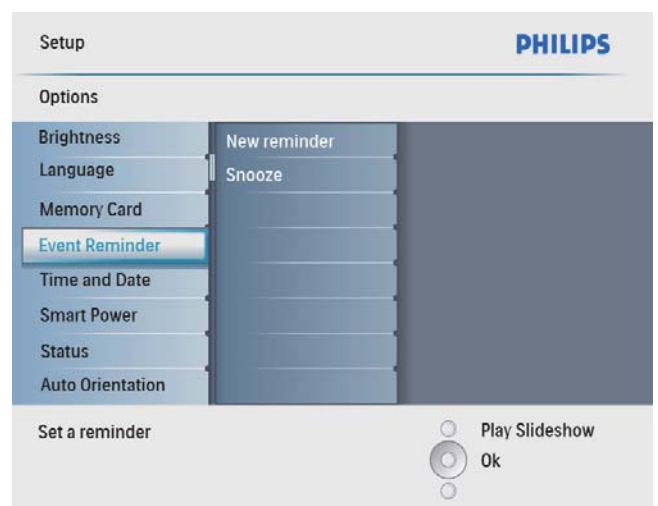 Setup
PHILIPS
Options
Brightness
Language
Memory Card
Event Reminder
Time and Date
Smart Power
Status
Auto Orientation
New reminder
Snooze
Set a reminder
Play Slideshow
Ok